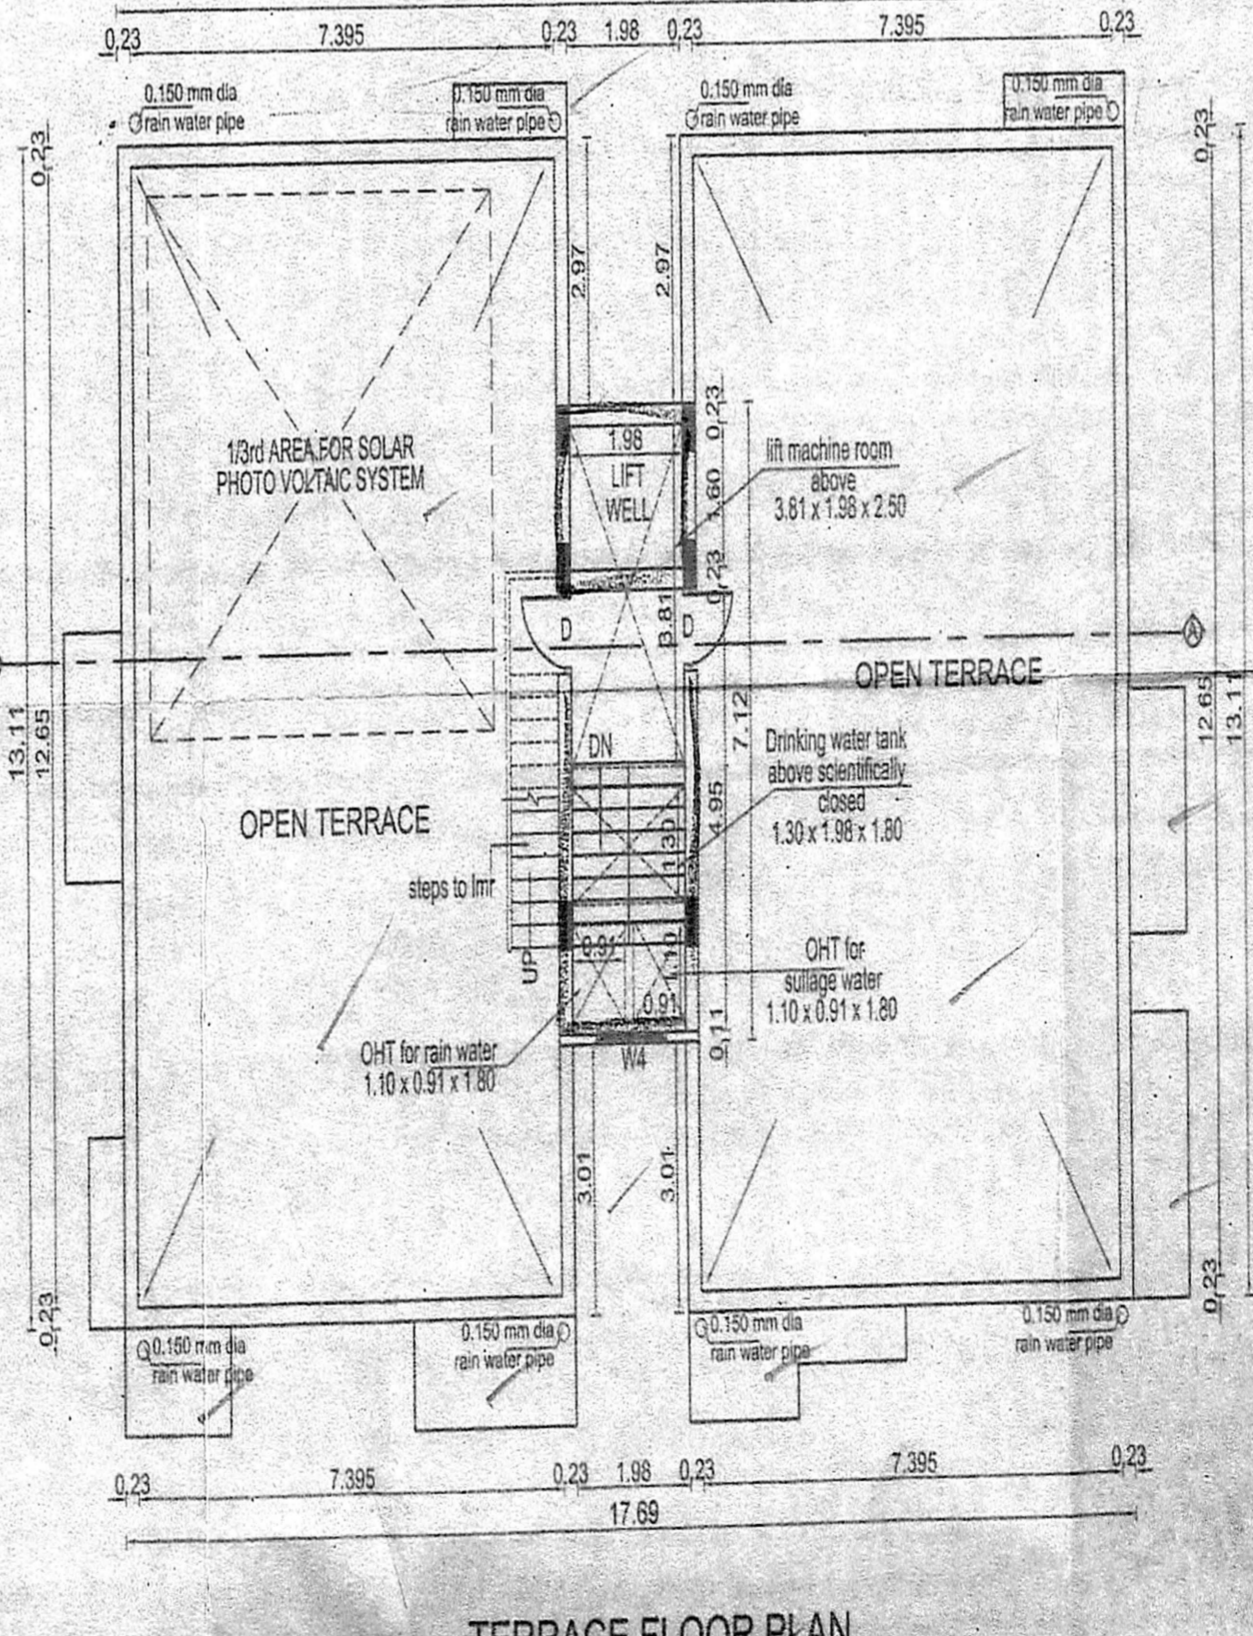 0.23 7.395 0.23 1.98 0.23 7.395 0.23
0.150 mm dia
rain water pipe
0.150 mm dia
rain water pipe
0.150 mm dia
rain water pipe
0.150 mm dia
rain water pipe
0.23
0.23
2.97
2.97
1/3rd AREA FOR SOLAR
PHOTO VOLTAIC SYSTEM
1.98
LIFT
WELL
0.23
1.60
0.23
lift machine room
above
3.81 x 1.98 x 2.50
3.81
D
D
A
OPEN TERRACE
13.11
12.65
12.65
13.11
7.12
DN
Drinking water tank
above scientifically
closed
1.30 x 1.98 x 1.80
4.95
1.30
OPEN TERRACE
steps to lmr
UP
0.91
1.10
0.91
OHT for
sullage water
1.10 x 0.91 x 1.80
0.11
W4
OHT for rain water
1.10 x 0.91 x 1.80
3.01
3.01
0.23
0.23
0.150 mm dia
rain water pipe
0.150 mm dia
rain water pipe
0.150 mm dia
rain water pipe
0.150 mm dia
rain water pipe
0.23 7.395 0.23 1.98 0.23 7.395 0.23
17.69
TERRACE FLOOR PLAN